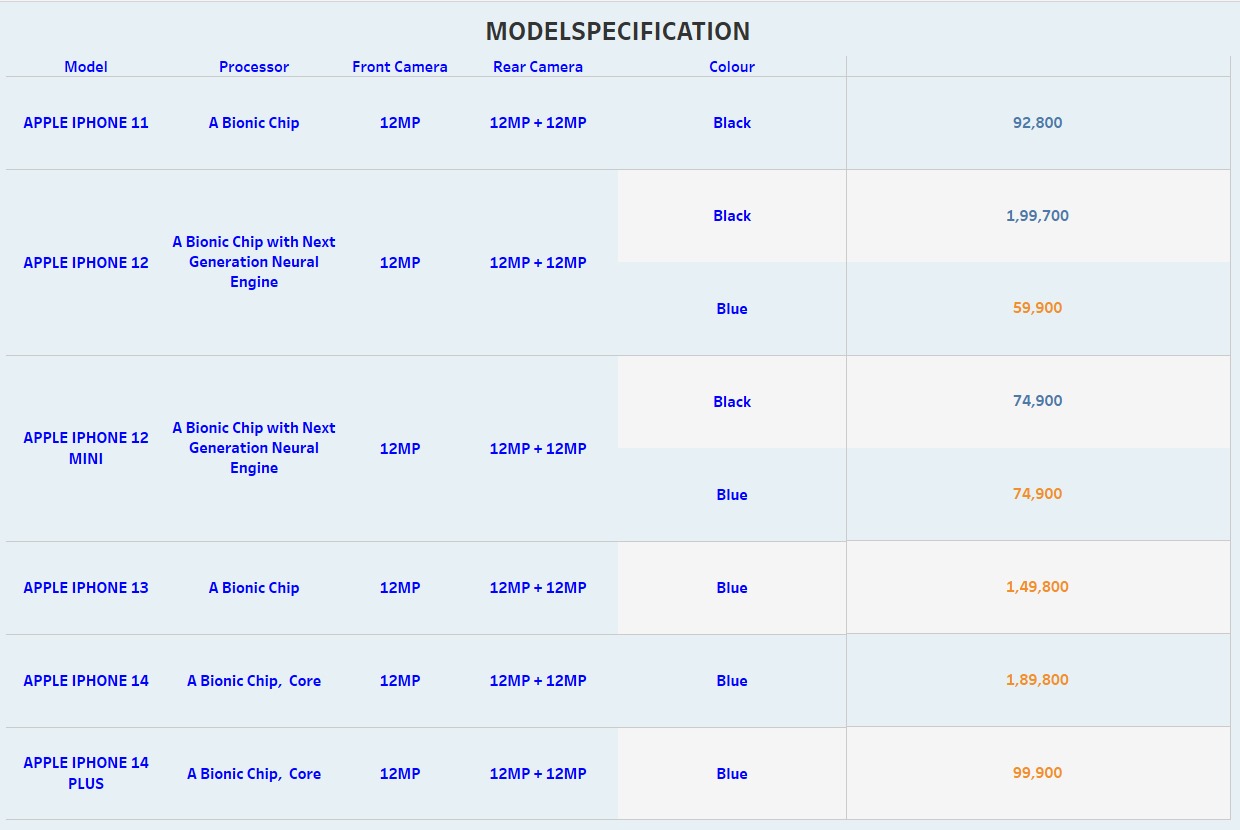 MODELSPECIFICATION
Model Processor Front Camera Rear Camera Colour
APPLE IPHONE 11 A Bionic Chip 12MP 12MP + 12MP Black 92,800
APPLE IPHONE 12
A Bionic Chip with Next
Generation Neural
Engine
12MP 12MP + 12MP
Black 1,99,700
Blue 59,900
APPLE IPHONE 12
MINI
A Bionic Chip with Next
Generation Neural
Engine
12MP 12MP + 12MP
Black 74,900
Blue 74,900
APPLE IPHONE 13 A Bionic Chip 12MP 12MP + 12MP Blue 1,49,800
APPLE IPHONE 14 A Bionic Chip,  Core 12MP 12MP + 12MP Blue 1,89,800
APPLE IPHONE 14
PLUS
A Bionic Chip,  Core 12MP 12MP + 12MP Blue 99,900